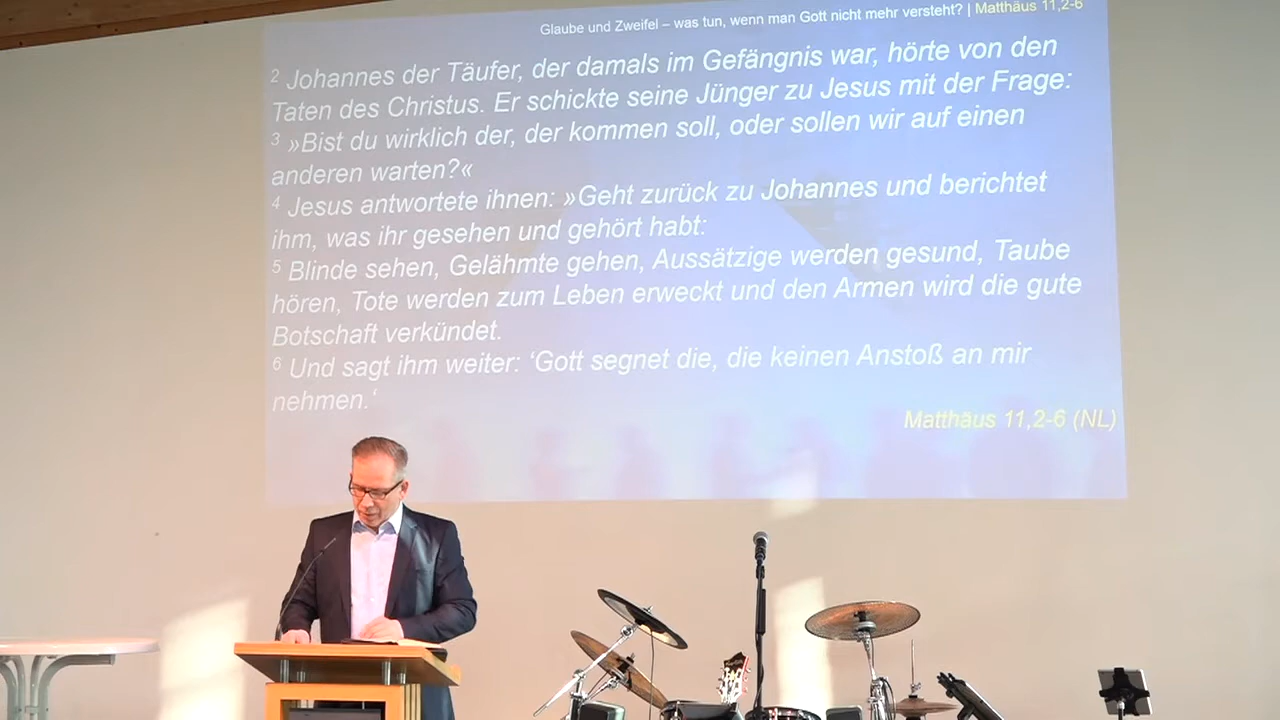 Glaube und Zweifel – was tun, wenn man Gott nicht mehr versteht? | Matthäus 11,2-6
2 Johannes der Täufer, der damals im Gefängnis war, hörte von den
Taten des Christus. Er schickte seine Jünger zu Jesus mit der Frage:
3 »Bist du wirklich der, der kommen soll, oder sollen wir auf einen
anderen warten?«
4 Jesus antwortete ihnen: »Geht zurück zu Johannes und berichtet
ihm, was ihr gesehen und gehört habt:
5 Blinde sehen, Gelähmte gehen, Aussätzige werden gesund, Taube
hören, Tote werden zum Leben erweckt und den Armen wird die gute
Botschaft verkündet.
6 Und sagt ihm weiter: ‘Gott segnet die, die keinen Anstoß an mir
nehmen.‘
Matthäus 11,2-6 (NL)